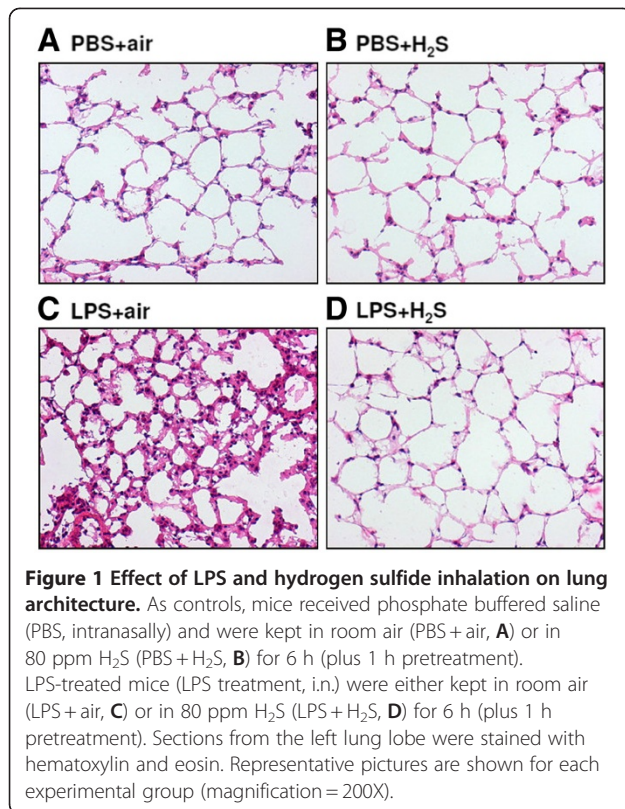 A PBS+air
B PBS+H₂S
C LPS+air
D LPS+H₂S
Figure 1 Effect of LPS and hydrogen sulfide inhalation on lung
architecture. As controls, mice received phosphate buffered saline
(PBS, intranasally) and were kept in room air (PBS + air, A) or in
80 ppm H₂S (PBS + H₂S, B) for 6 h (plus 1 h pretreatment).
LPS-treated mice (LPS treatment, i.n.) were either kept in room air
(LPS + air, C) or in 80 ppm H₂S (LPS + H₂S, D) for 6 h (plus 1 h
pretreatment). Sections from the left lung lobe were stained with
hematoxylin and eosin. Representative pictures are shown for each
experimental group (magnification = 200X).